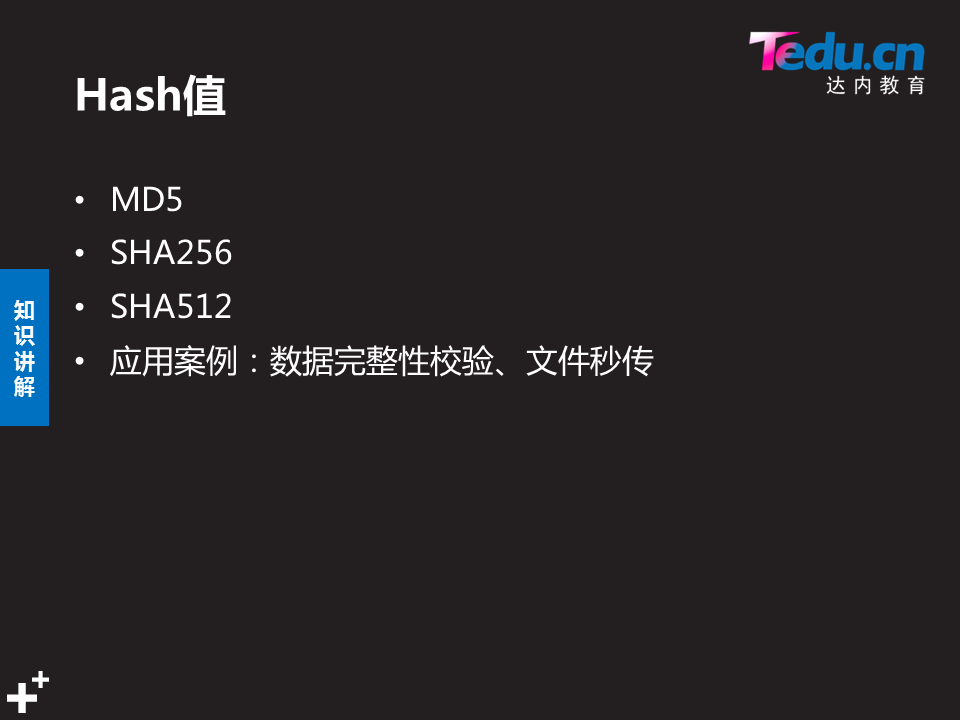 Tedu.cn
达内教育
Hash值
• MD5
• SHA256
• SHA512
• 应用案例：数据完整性校验、文件秒传
知识讲解